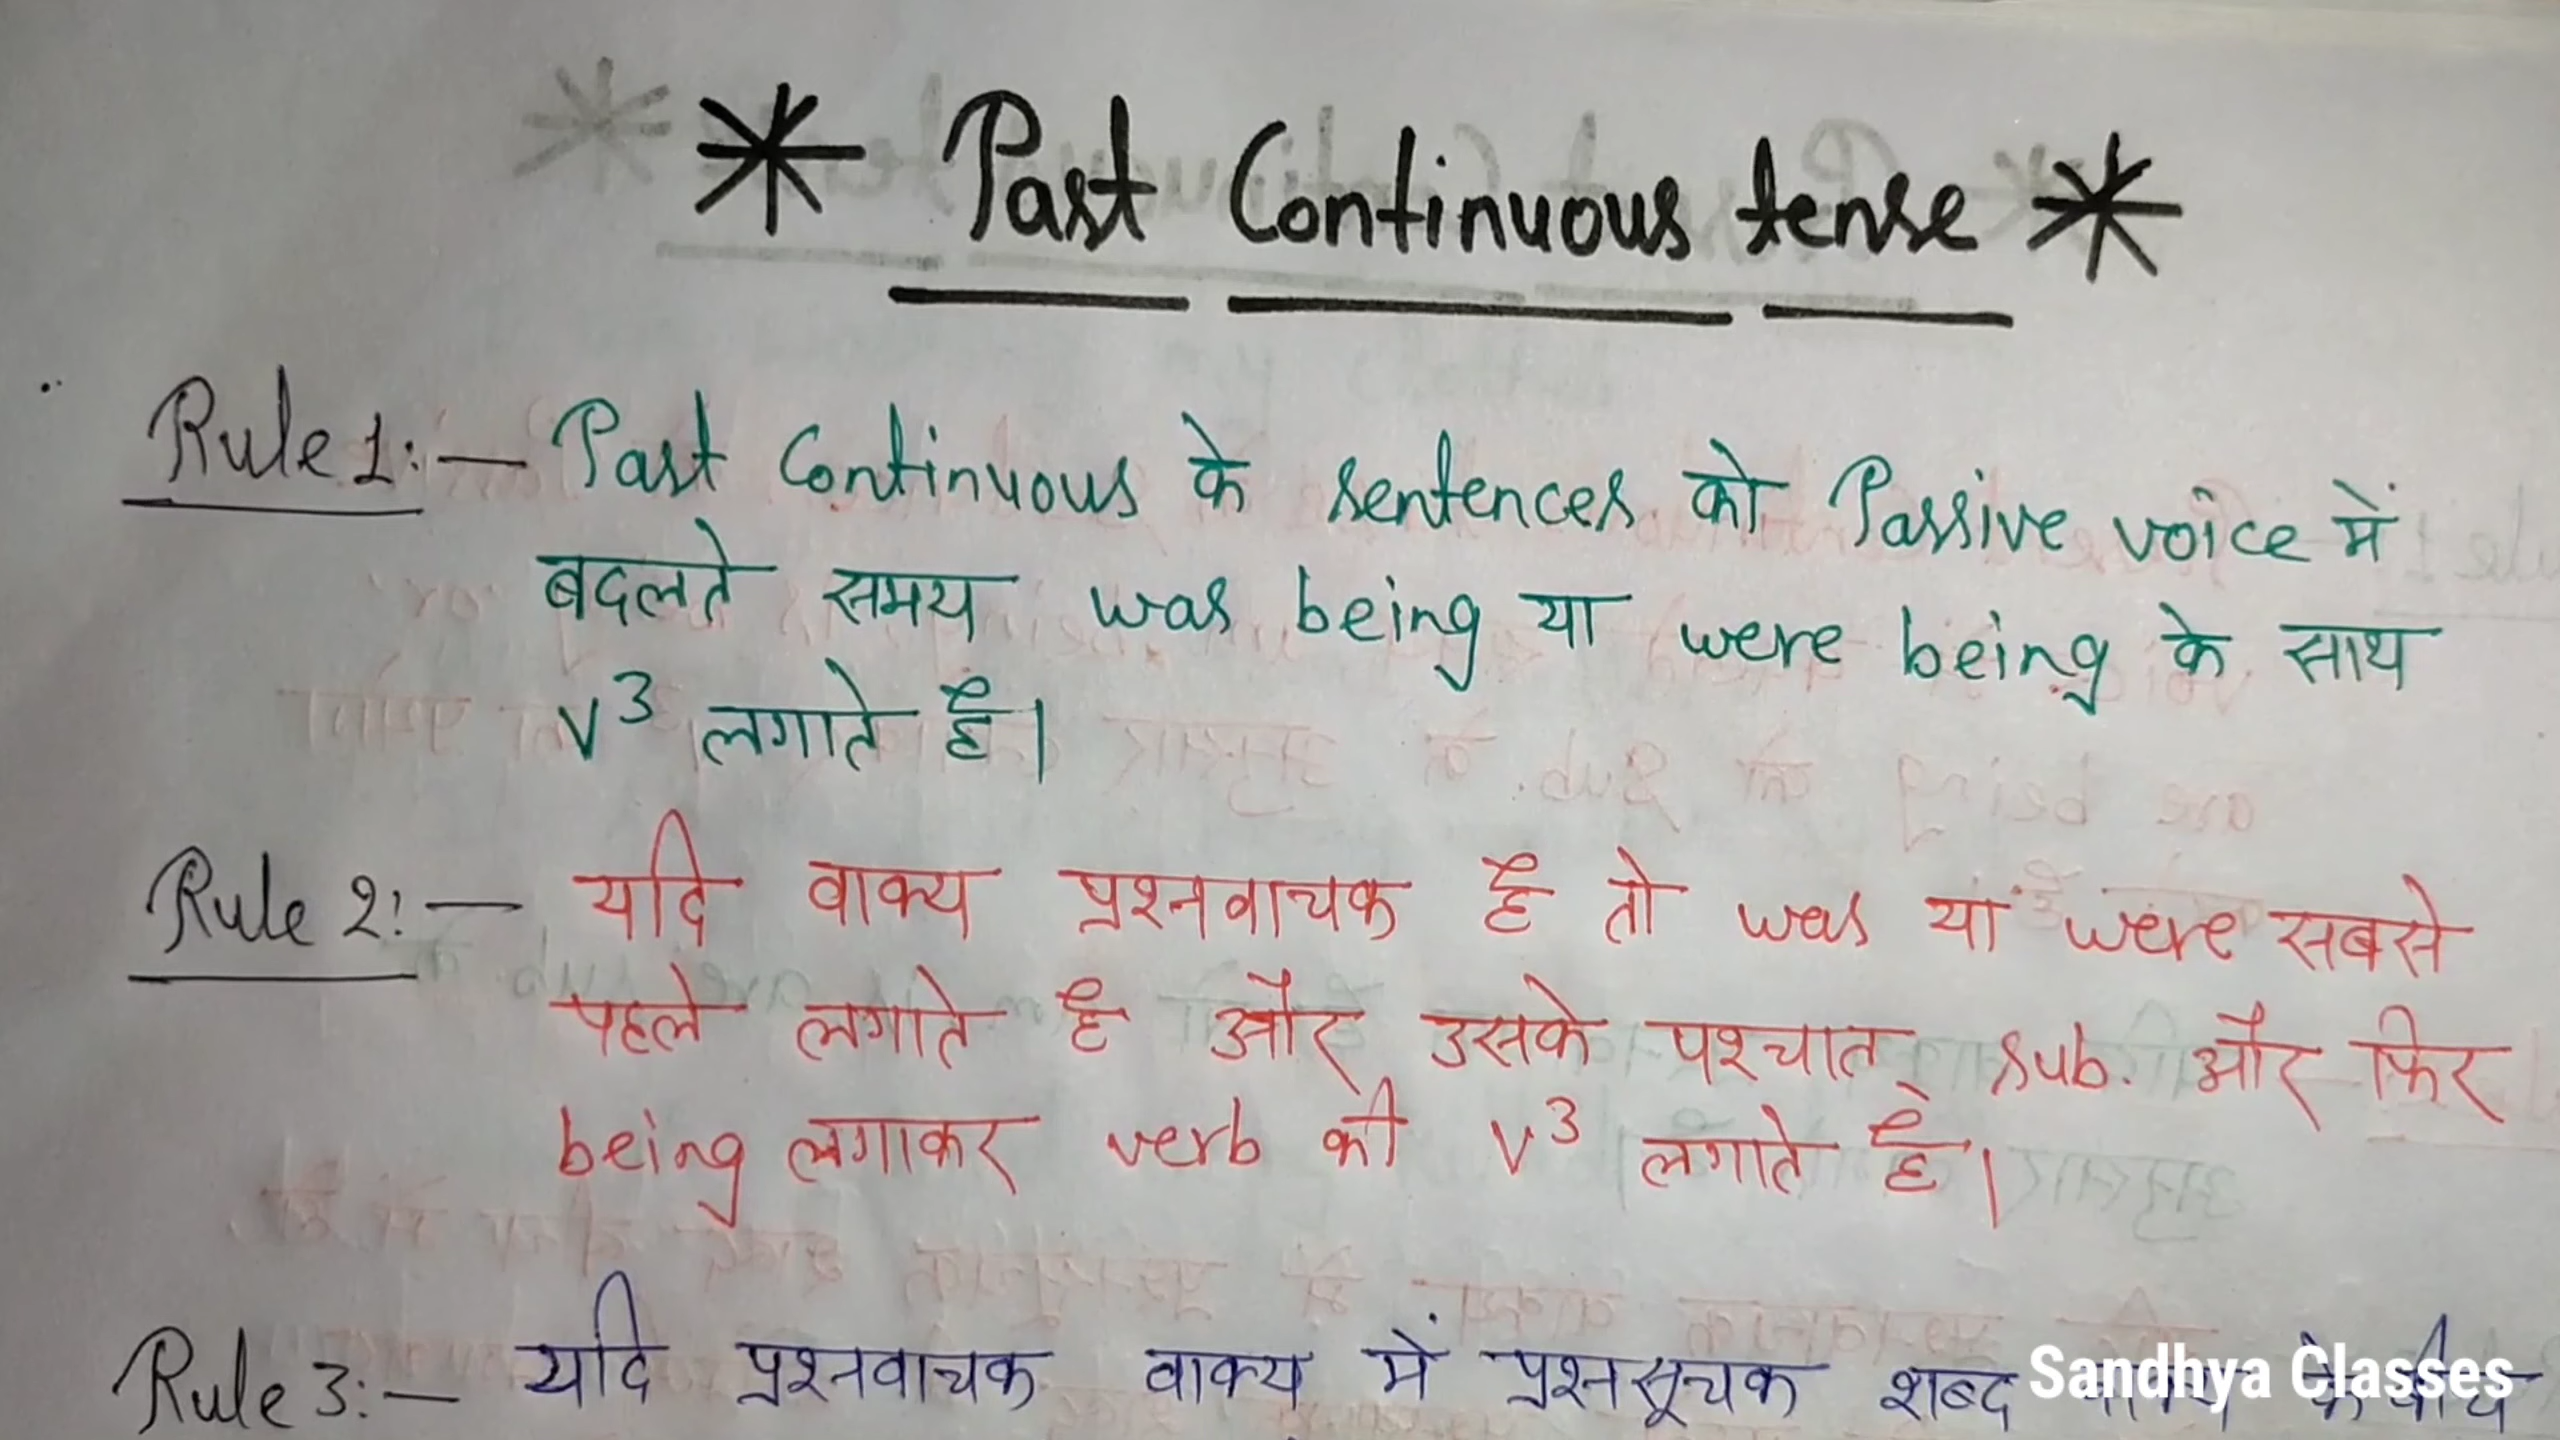 * Past Continuous tense *
Rule 1:— Past Continuous के sentences को Passive voice में
बदलते समय was being या were being के साथ
V³ लगाते है।
Rule 2:— यदि वाक्य प्रश्नवाचक है तो was या were सबसे
पहले लगाते है और उसके पश्चात् sub. और फिर
being लगाकर verb की V³ लगाते है।
Rule 3:— यदि प्रश्नवाचक वाक्य में प्रश्नसूचक शब्द के बीच
Sandhya Classes